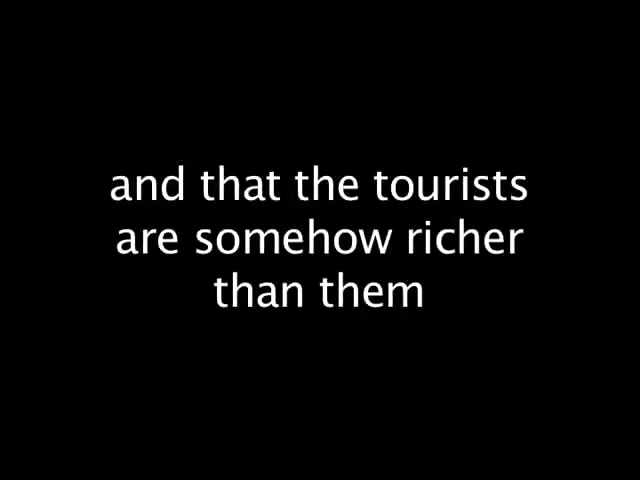 and that the tourists
are somehow richer
than them